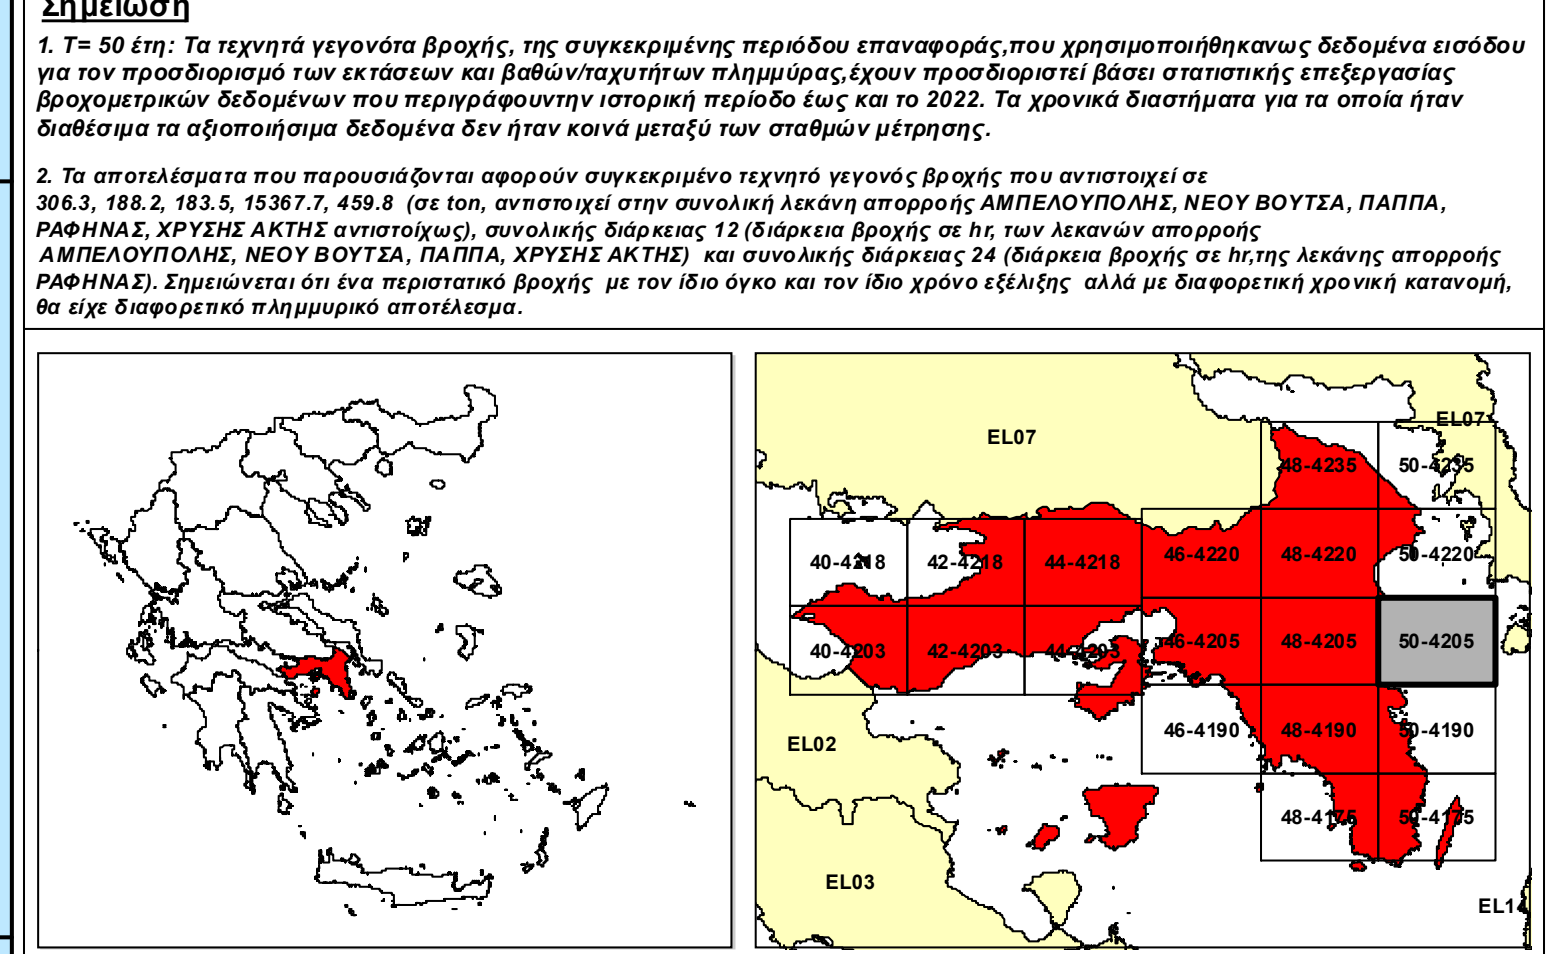 Σημείωση
1. Τ= 50 έτη: Τα τεχνητά γεγονότα βροχής, της συγκεκριμένης περιόδου επαναφοράς,που χρησιμοποιήθηκανως δεδομένα εισόδου
για τον προσδιορισμό των εκτάσεων και βαθών/ταχυτήτων πλημμύρας,έχουν προσδιοριστεί βάσει στατιστικής επεξεργασίας
βροχομετρικών δεδομένων που περιγράφουντην ιστορική περίοδο έως και το 2022. Τα χρονικά διαστήματα για τα οποία ήταν
διαθέσιμα τα αξιοποιήσιμα δεδομένα δεν ήταν κοινά μεταξύ των σταθμών μέτρησης.
2. Τα αποτελέσματα που παρουσιάζονται αφορούν συγκεκριμένο τεχνητό γεγονός βροχής που αντιστοιχεί σε
306.3, 188.2, 183.5, 15367.7, 459.8 (σε ton, αντιστοιχεί στην συνολική λεκάνη απορροής ΑΜΠΕΛΟΥΠΟΛΗΣ, ΝΕΟΥ ΒΟΥΤΣΑ, ΠΑΠΠΑ,
ΡΑΦΗΝΑΣ, ΧΡΥΣΗΣ ΑΚΤΗΣ αντιστοίχως), συνολικής διάρκειας 12 (διάρκεια βροχής σε hr, των λεκανών απορροής
ΑΜΠΕΛΟΥΠΟΛΗΣ, ΝΕΟΥ ΒΟΥΤΣΑ, ΠΑΠΠΑ, ΧΡΥΣΗΣ ΑΚΤΗΣ) και συνολικής διάρκειας 24 (διάρκεια βροχής σε hr,της λεκάνης απορροής
ΡΑΦΗΝΑΣ). Σημειώνεται ότι ένα περιστατικό βροχής με τον ίδιο όγκο και τον ίδιο χρόνο εξέλιξης αλλά με διαφορετική χρονική κατανομή,
θα είχε διαφορετικό πλημμυρικό αποτέλεσμα.
EL07
EL07
48-4235
50-4235
40-4218
42-4218
44-4218
46-4220
48-4220
50-4220
40-4203
42-4203
44-4203
46-4205
48-4205
50-4205
EL02
46-4190
48-4190
50-4190
48-4175
50-4175
EL03
EL14